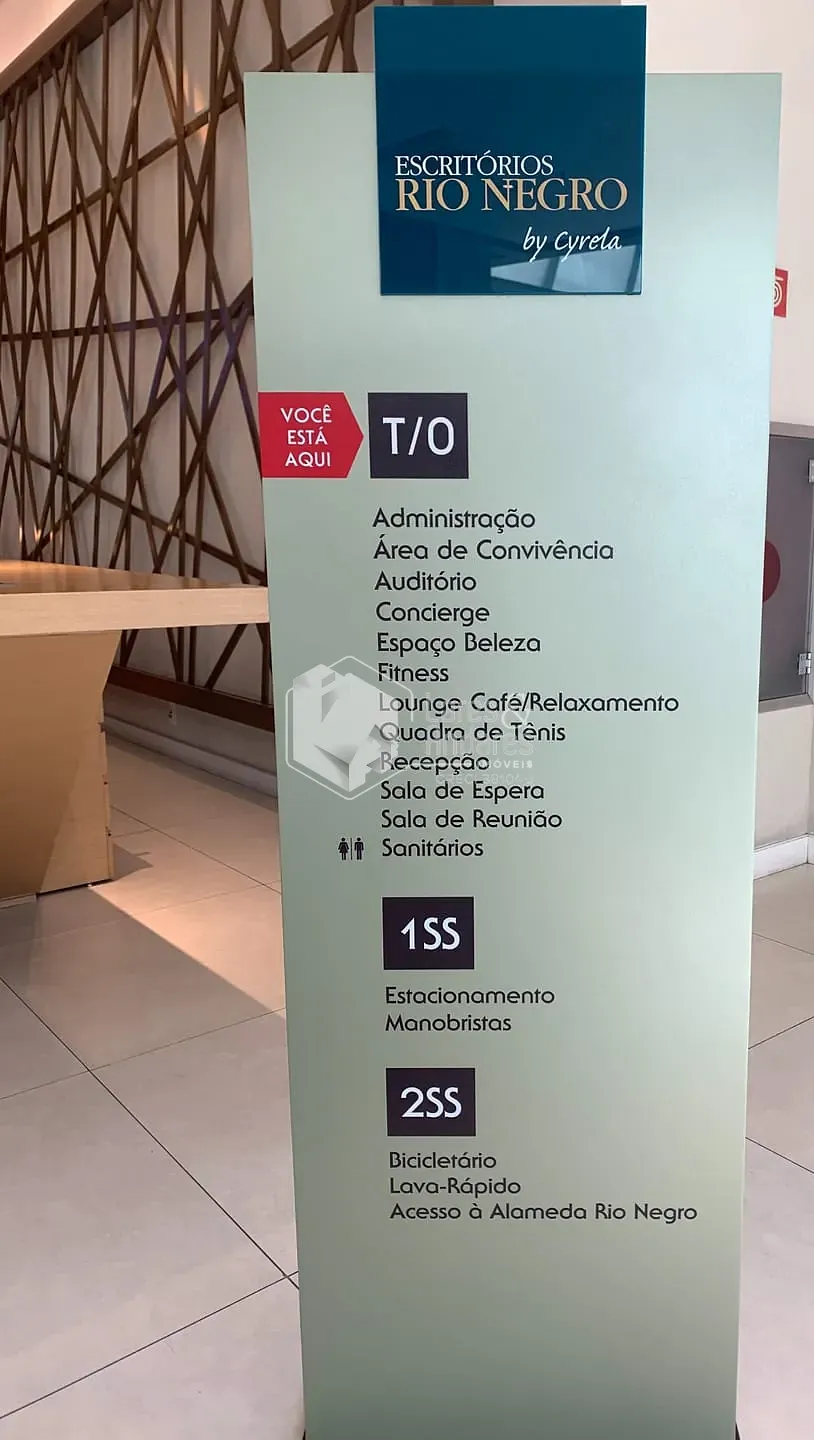 ESCRITÓRIOS
RIO NEGRO
by Cyrela
VOCÊ
ESTÁ
AQUI
T/O
Administração
Área de Convivência
Auditório
Concierge
Espaço Beleza
Fitness
Lounge Café/Relaxamento
Quadra de Tênis
Recepção
Sala de Espera
Sala de Reunião
Sanitários
1SS
Estacionamento
Manobristas
2SS
Bicicletário
Lava-Rápido
Acesso à Alameda Rio Negro